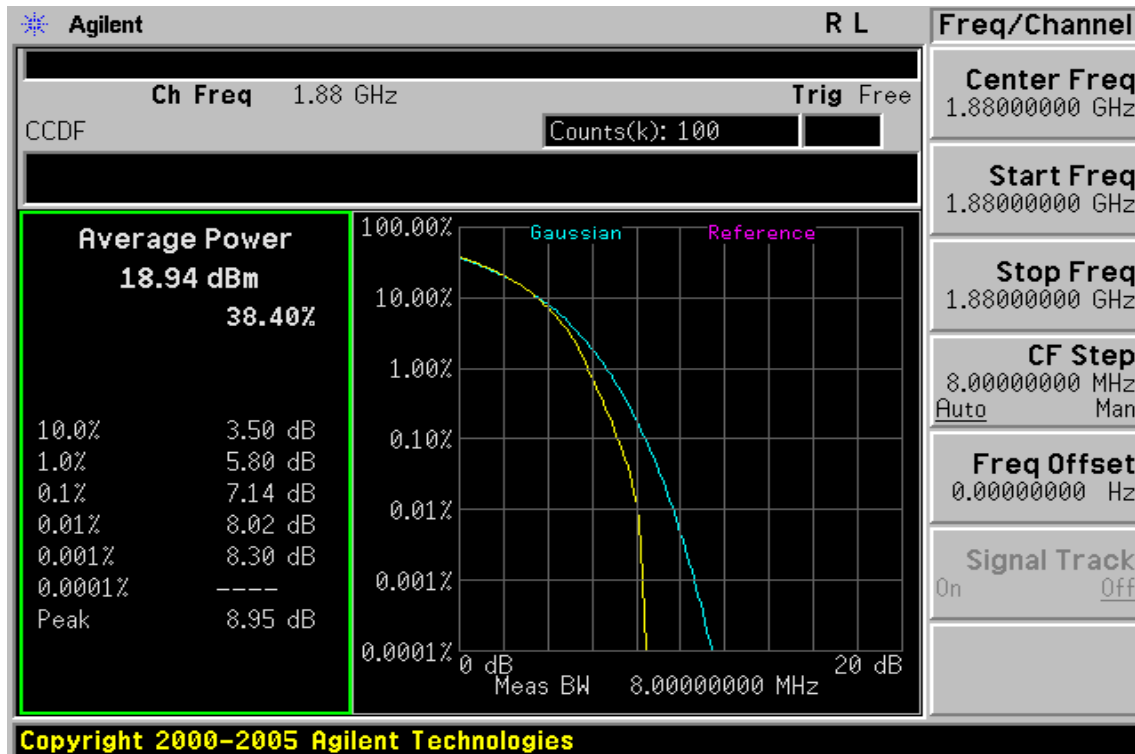 Agilent R L
Ch Freq 1.88 GHz Trig Free
CCDF Counts(k): 100
Average Power
18.94 dBm
38.40%
10.0% 3.50 dB
1.0% 5.80 dB
0.1% 7.14 dB
0.01% 8.02 dB
0.001% 8.30 dB
0.0001% ----
Peak 8.95 dB
Gaussian Reference
100.00%
10.00%
1.00%
0.10%
0.01%
0.001%
0.0001%
0 dB 20 dB
Meas BW 8.00000000 MHz
Freq/Channel
Center Freq
1.88000000 GHz
Start Freq
1.88000000 GHz
Stop Freq
1.88000000 GHz
CF Step
8.00000000 MHz
Auto Man
Freq Offset
0.00000000 Hz
Signal Track
On Off
Copyright 2000-2005 Agilent Technologies